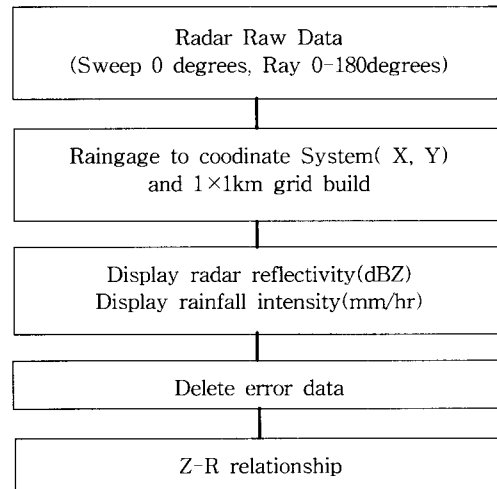 Radar Raw Data
(Sweep 0 degrees, Ray 0-180degrees)
Raingage to coodinate System( X, Y)
and 1×1km grid build
Display radar reflectivity(dBZ)
Display rainfall intensity(mm/hr)
Delete error data
Z-R relationship